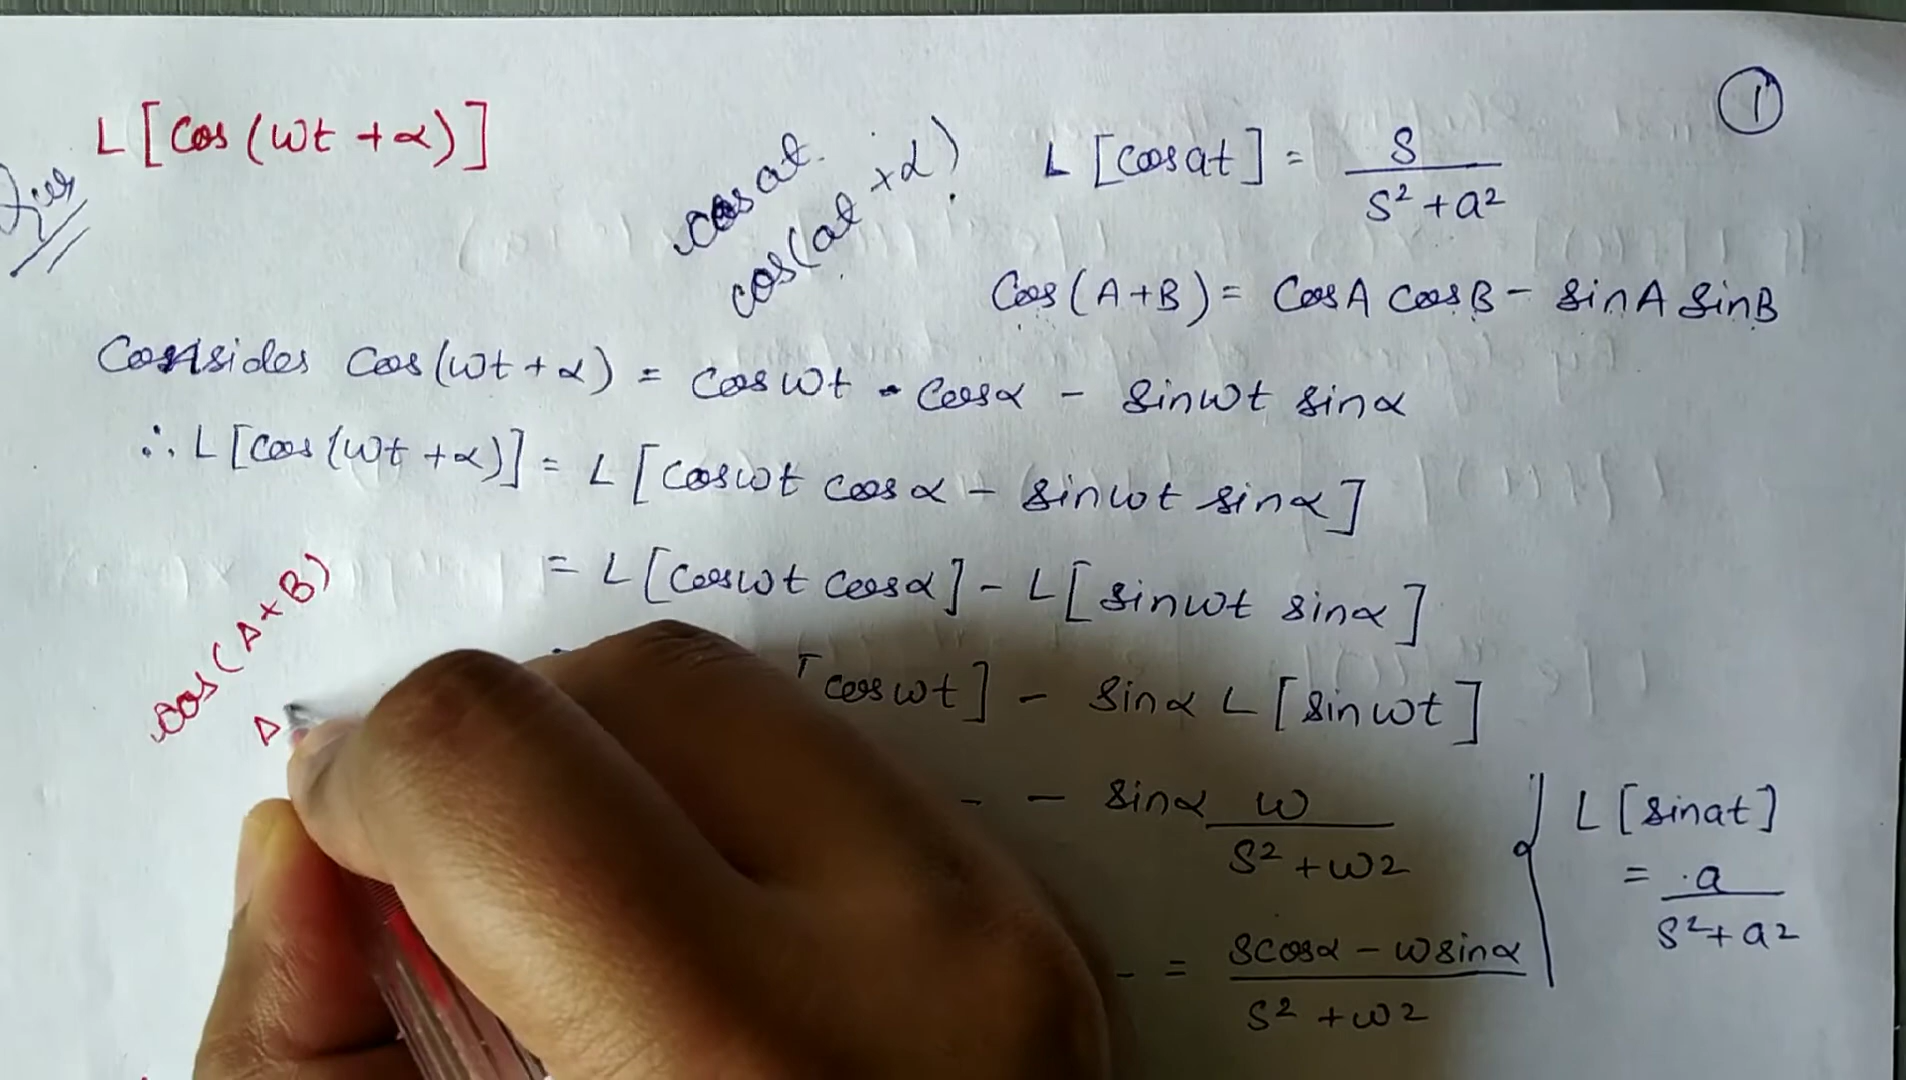 ①
L [cos (ωt + α)]
Ques
cos at
cos(at + α)
L [cos at] = s / s² + a²
Cos (A+B) = Cos A cos B - sin A sin B
Consider Cos (ωt + α) = cos ωt . cos α - sin ωt sin α
∴ L [cos (ωt + α)] = L [cos ωt cos α - sin ωt sin α]
cos (A + B)
A
= L [cos ωt cos α] - L [sin ωt sin α]
cos ωt] - sin α L [sin ωt]
- sin α ω / s² + ω2
L [sin at]
= a / s² + a2
= s cos α - ω sin α / s² + ω2